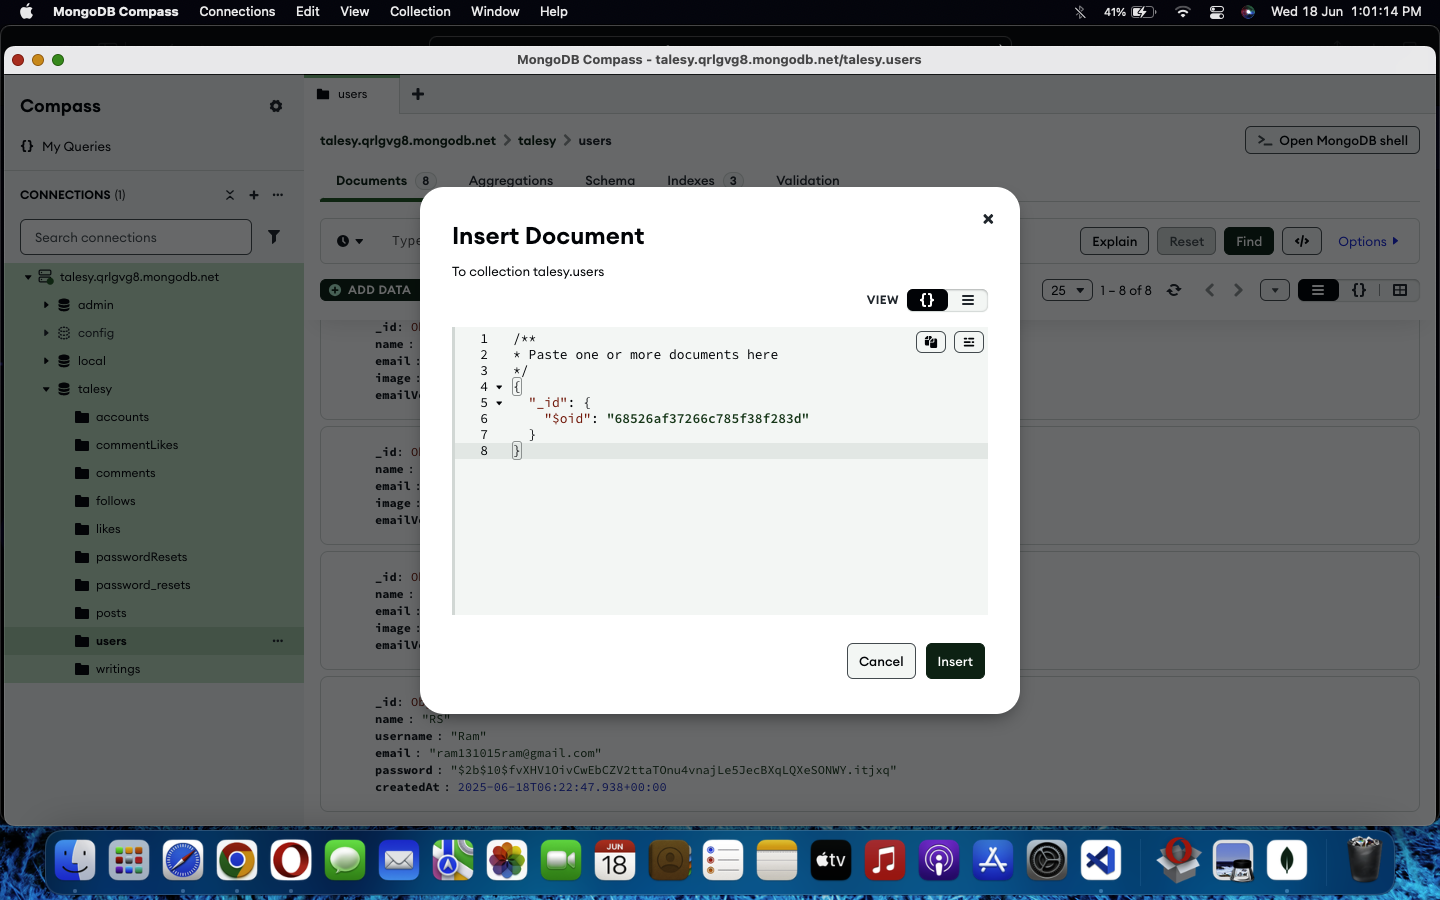 MongoDB Compass Connections Edit View Collection Window Help 41% Wed 18 Jun 1:01:14 PM
MongoDB Compass - talesy.qrlgvg8.mongodb.net/talesy.users
Compass
My Queries
CONNECTIONS (1)
Search connections
talesy.qrlgvg8.mongodb.net
admin
config
local
talesy
accounts
commentLikes
comments
follows
likes
passwordResets
password_resets
posts
users
writings
users
talesy.qrlgvg8.mongodb.net > talesy > users
>_ Open MongoDB shell
Documents 8 Aggregations Schema Indexes 3 Validation
Type
Explain Reset Find </> Options
ADD DATA
25 1 – 8 of 8 {}
_id:
name :
email :
image :
_id:
name :
email :
image :
_id:
name :
email :
image :
_id:
name : "RS"
username : "Ram"
email : "ram131015ram@gmail.com"
password : "$2b$10$fvXHV1OivCwEbCZV2ttaTOnu4vnajLe5JecBXqLQXeSONWY.itjxq"
createdAt : 2025-06-18T06:22:47.938+00:00
Insert Document
To collection talesy.users
VIEW {}
1 /**
2 * Paste one or more documents here
3 */
4 {
5 "_id": {
6 "$oid": "68526af37266c785f38f283d"
7 }
8 }
Cancel Insert
JUN
18
tv